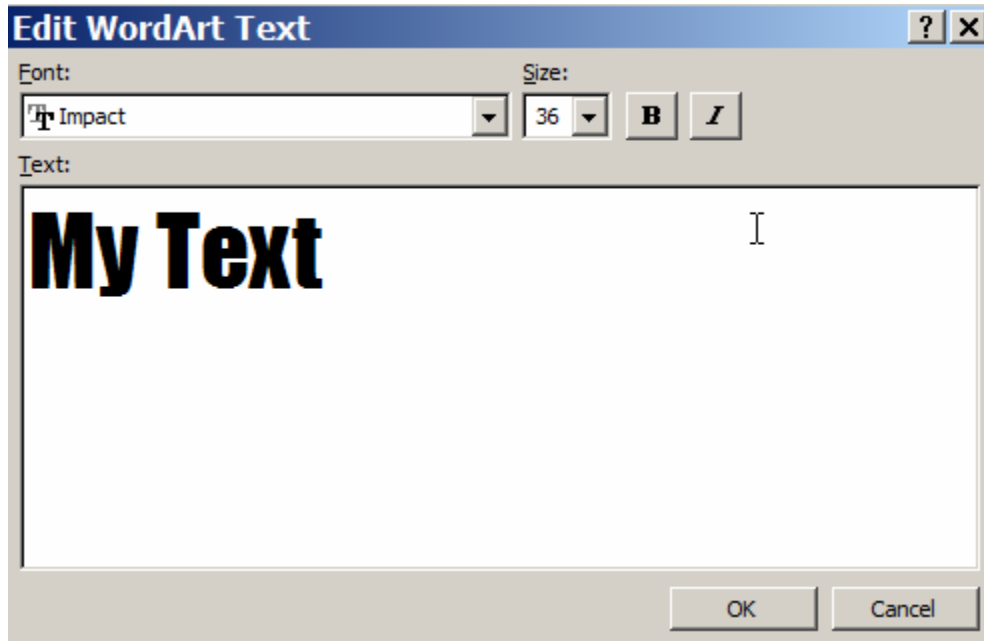 Edit WordArt Text ?
Font: Size:
Impact 36 B I
Text:
My Text
OK Cancel